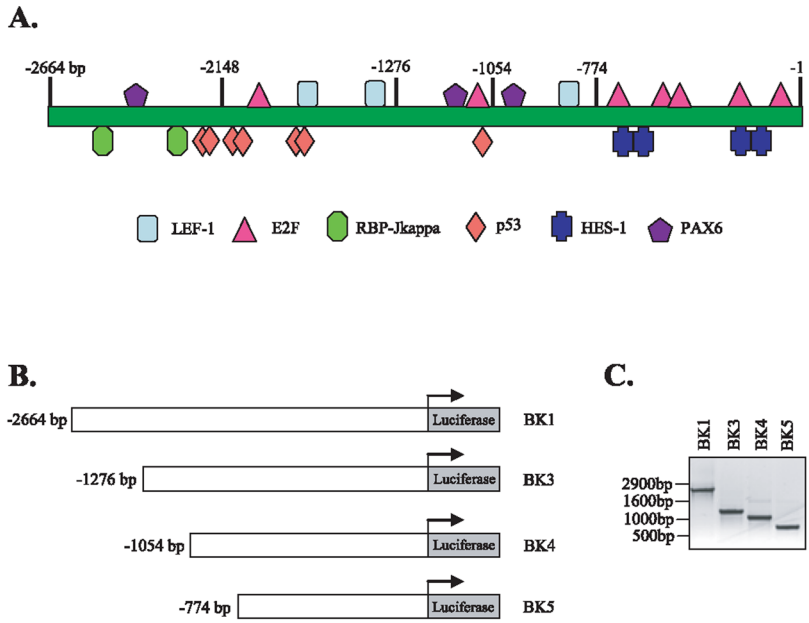 A.
-2664 bp -2148 -1276 -1054 -774 -1
LEF-1 E2F RBP-Jkappa p53 HES-1 PAX6
B.
-2664 bp Luciferase BK1
-1276 bp Luciferase BK3
-1054 bp Luciferase BK4
-774 bp Luciferase BK5
C.
BK1 BK3 BK4 BK5
2900bp
1600bp
1000bp
500bp